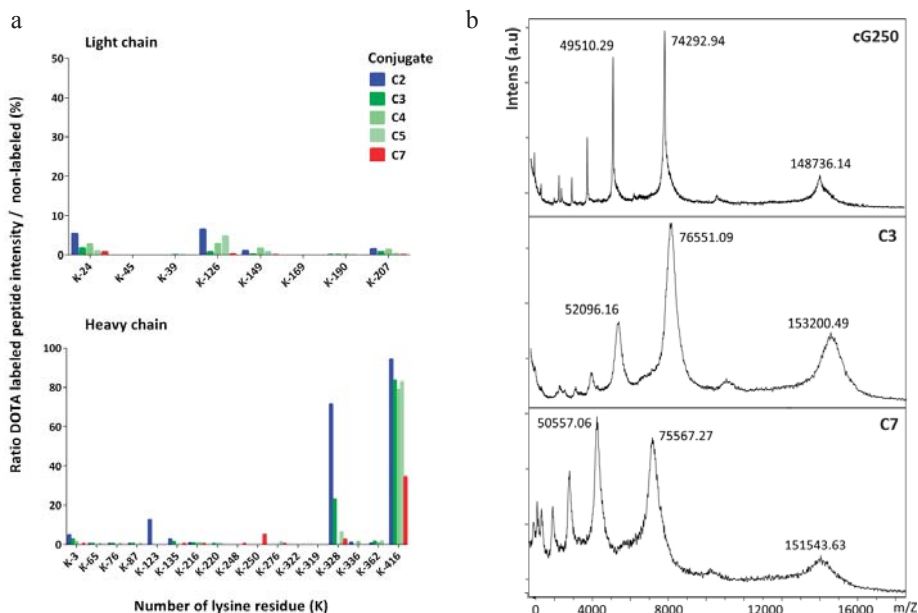 a
Light chain
Ratio DOTA labeled peptide intensity / non-labeled (%)
50
40
30
20
10
0
Conjugate
C2
C3
C4
C5
C7
K-24
K-45
K-39
K-126
K-149
K-169
K-190
K-207
Heavy chain
100
80
60
40
20
0
K-3
K-65
K-76
K-87
K-123
K-135
K-216
K-220
K-248
K-250
K-276
K-322
K-319
K-328
K-336
K-362
K-416
Number of lysine residue (K)
b
Intens (a.u)
cG250
49510.29
74292.94
148736.14
C3
76551.09
52096.16
153200.49
C7
50557.06
75567.27
151543.63
0
4000
8000
12000
16000
m/z